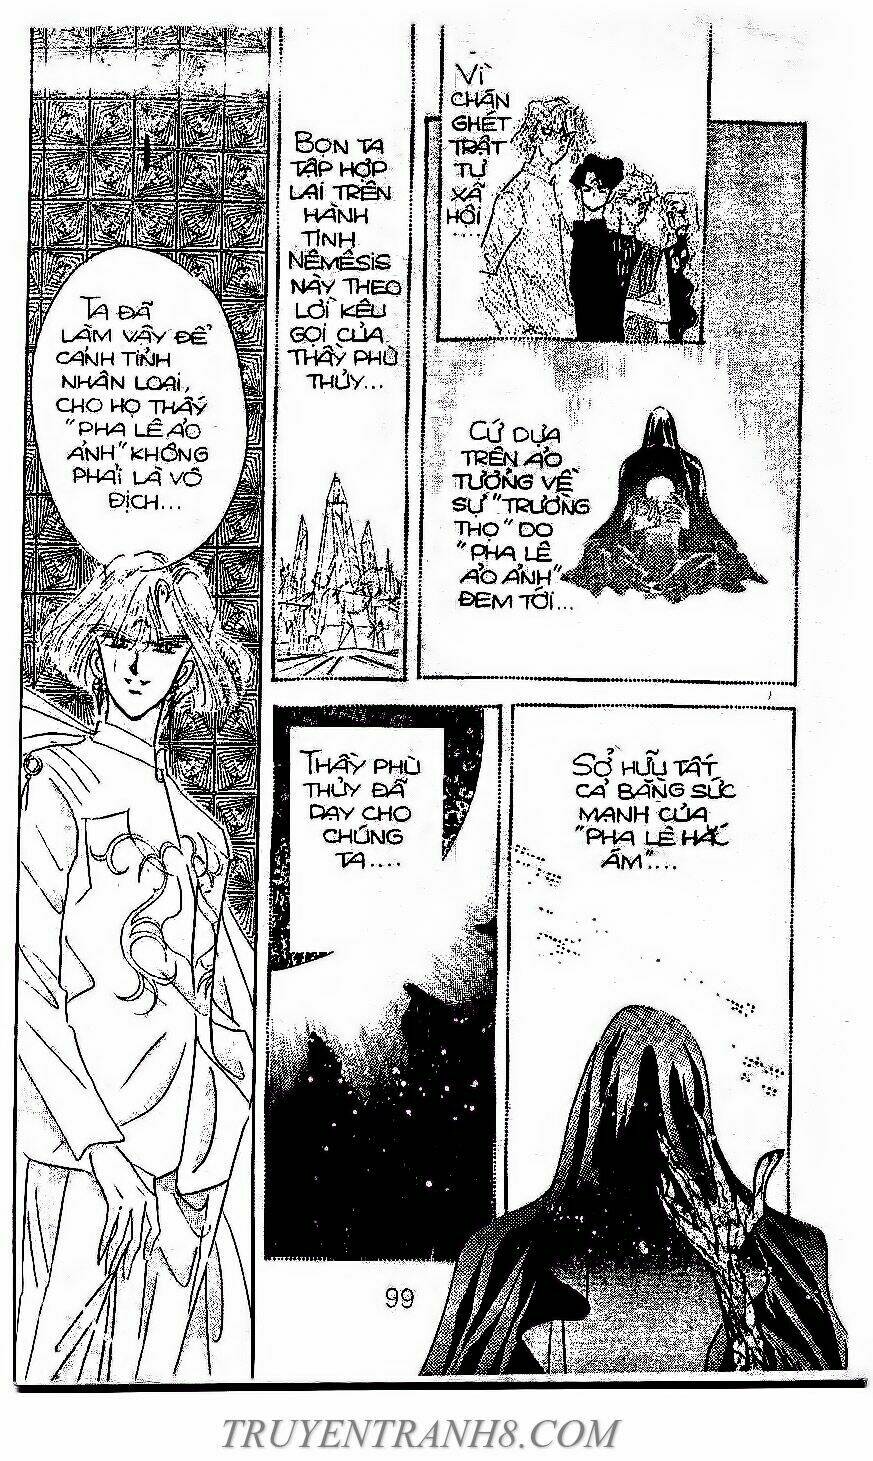 VÌ
CHÁN
GHÉT
TRẬT
TỰ
XÃ
HỘI
....
CỨ DỰA
TRÊN ẢO
TƯỞNG VỀ
SỰ "TRƯỜNG
THỌ" DO
"PHA LÊ
ẢO ẢNH"
ĐEM TỚI...
BỌN TA
TẬP HỢP
LẠI TRÊN
HÀNH
TINH
NÊMÊSIS
NÀY THEO
LỜI KÊU
GỌI CỦA
THẦY PHÙ
THỦY...
TA ĐÃ
LÀM VẬY ĐỂ
CẢNH TỈNH
NHÂN LOẠI,
CHO HỌ THẤY
"PHA LÊ ẢO
ẢNH" KHÔNG
PHẢI LÀ VÔ
ĐỊCH...
SỞ HỮU TẤT
CẢ BẰNG SỨC
MẠNH CỦA
"PHA LÊ HẮC
ÁM"....
THẦY PHÙ
THỦY ĐÃ
DẠY CHO
CHÚNG
TA....
99
TRUYENTRANH8.COM